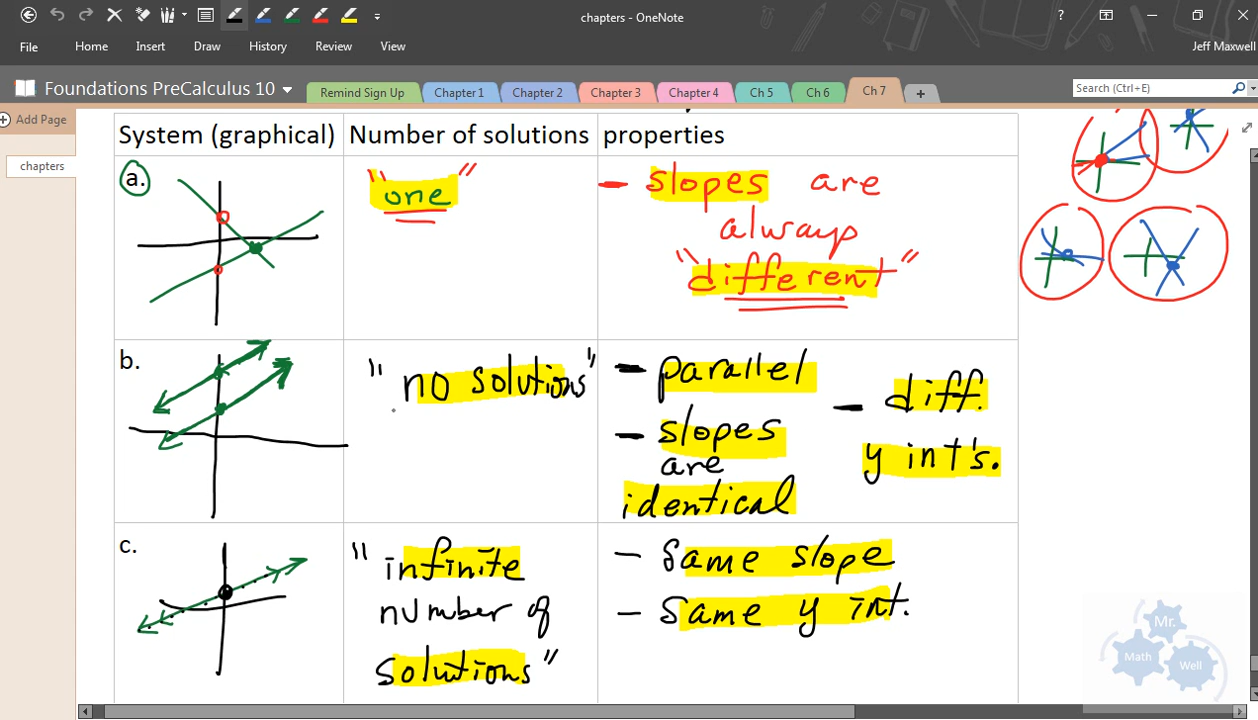 chapters - OneNote
?
File
Home
Insert
Draw
History
Review
View
Jeff Maxwell
Foundations PreCalculus 10
Remind Sign Up
Chapter 1
Chapter 2
Chapter 3
Chapter 4
Ch 5
Ch 6
Ch 7
+
Search (Ctrl+E)
Add Page
chapters
System (graphical)
Number of solutions
properties
a.
"one"
- slopes are
always
"different"
b.
"no solutions"
- parallel
- slopes
are
identical
- diff.
y int's.
c.
"infinite
number of
solutions"
- Same slope
- Same y int.
Mr.
Math
Well